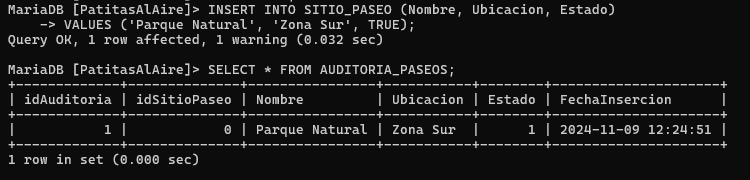 MariaDB [PatitasAlAire]> INSERT INTO SITIO_PASEO (Nombre, Ubicacion, Estado)
    -> VALUES ('Parque Natural', 'Zona Sur', TRUE);
Query OK, 1 row affected, 1 warning (0.032 sec)

MariaDB [PatitasAlAire]> SELECT * FROM AUDITORIA_PASEOS;
+-------------+--------------+----------------+-----------+--------+---------------------+
| idAuditoria | idSitioPaseo | Nombre         | Ubicacion | Estado | FechaInsercion      |
+-------------+--------------+----------------+-----------+--------+---------------------+
|           1 |            0 | Parque Natural | Zona Sur  |      1 | 2024-11-09 12:24:51 |
+-------------+--------------+----------------+-----------+--------+---------------------+
1 row in set (0.000 sec)